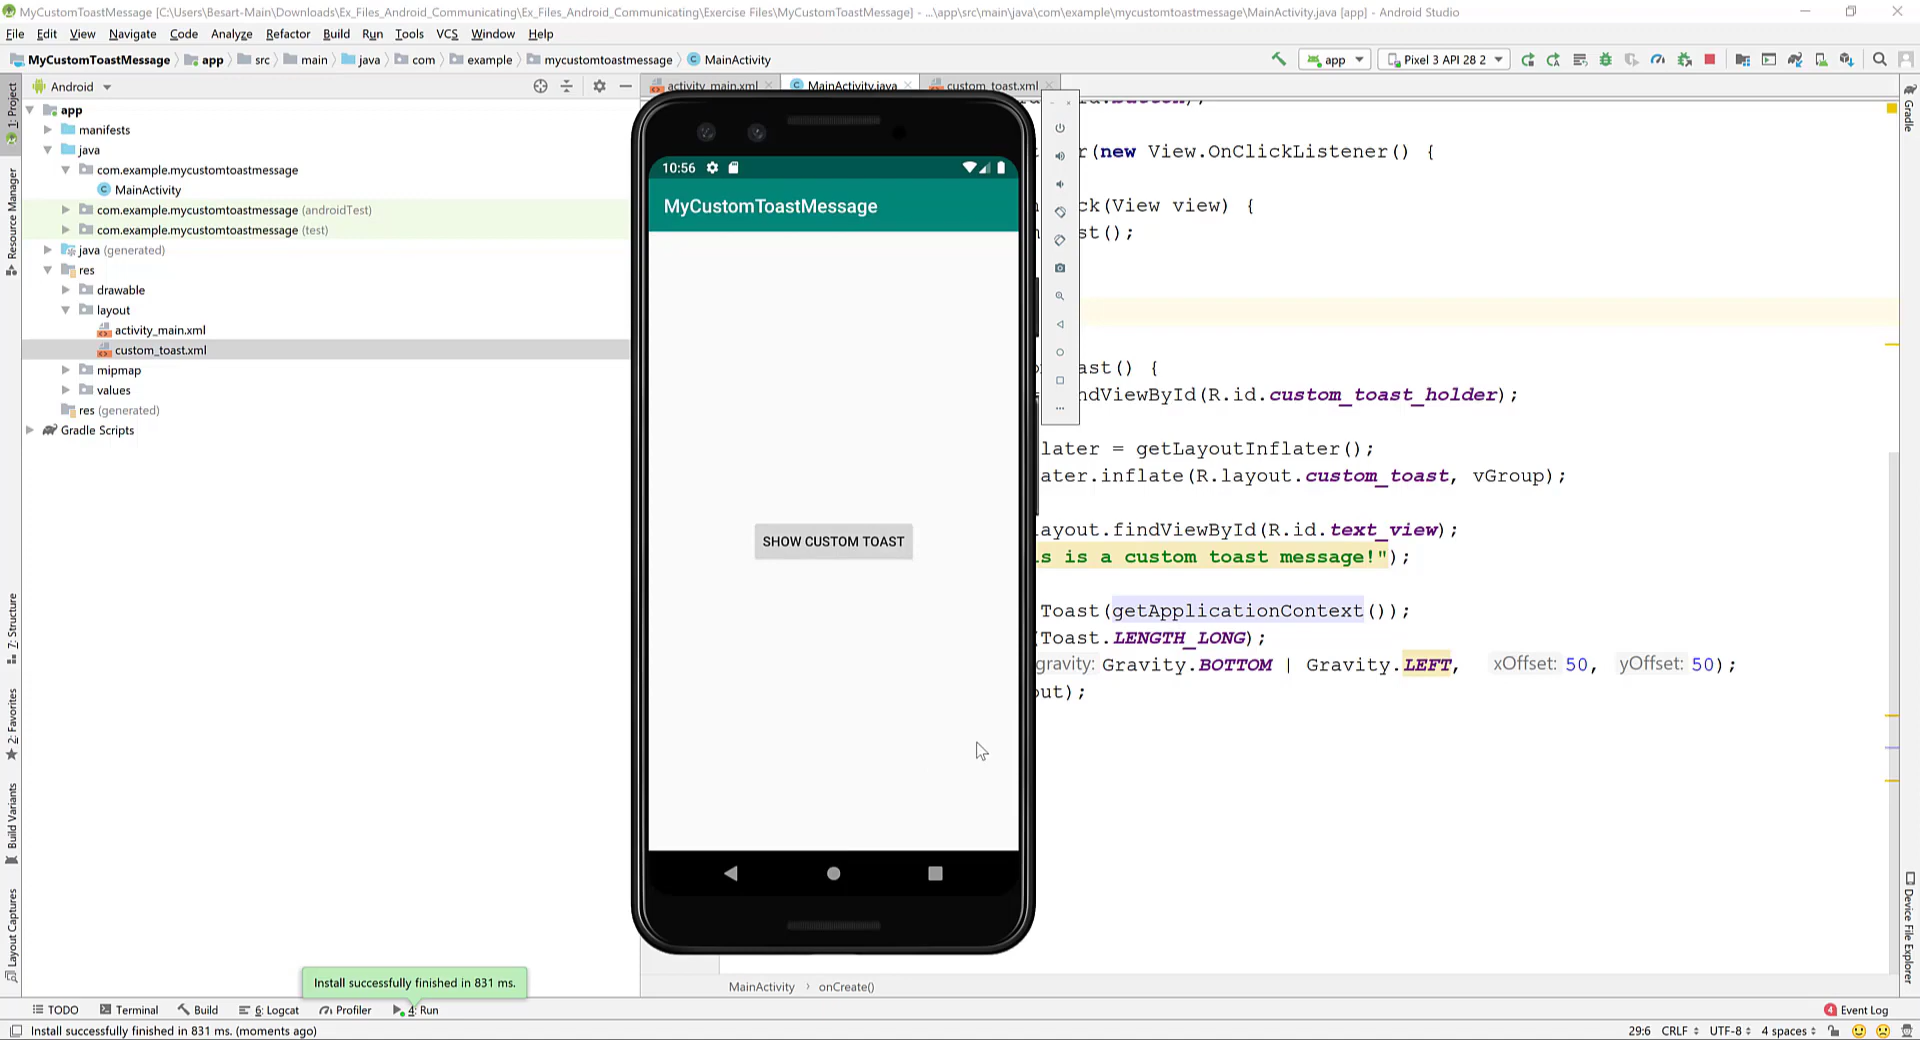 MyCustomToastMessage [C:\Users\Besart-Main\Downloads\Ex_Files_Android_Communicating\Ex_Files_Android_Communicating\Exercise Files\MyCustomToastMessage] - ...\app\src\main\java\com\example\mycustomtoastmessage\MainActivity.java [app] - Android Studio
File Edit View Navigate Code Analyze Refactor Build Run Tools VCS Window Help
MyCustomToastMessage app src main java com example mycustomtoastmessage MainActivity app Pixel 3 API 28 2
Android activity_main.xml MainActivity.java custom_toast.xml
1: Project
Resource Manager
7: Structure
2: Favorites
Build Variants
Layout Captures
app
manifests
java
com.example.mycustomtoastmessage
MainActivity
com.example.mycustomtoastmessage (androidTest)
com.example.mycustomtoastmessage (test)
java (generated)
res
drawable
layout
activity_main.xml
custom_toast.xml
mipmap
values
res (generated)
Gradle Scripts
10:56
MyCustomToastMessage
SHOW CUSTOM TOAST
r(new View.OnClickListener() {
ck(View view) {
st();
ast() {
ndViewById(R.id.custom_toast_holder);
later = getLayoutInflater();
ater.inflate(R.layout.custom_toast, vGroup);
ayout.findViewById(R.id.text_view);
s is a custom toast message!");
Toast(getApplicationContext());
(Toast.LENGTH_LONG);
gravity: Gravity.BOTTOM | Gravity.LEFT, xOffset: 50, yOffset: 50);
out);
Gradle
Device File Explorer
MainActivity › onCreate()
Install successfully finished in 831 ms.
TODO Terminal Build 6: Logcat Profiler 4: Run 4 Event Log
Install successfully finished in 831 ms. (moments ago) 29:6 CRLF UTF-8 4 spaces